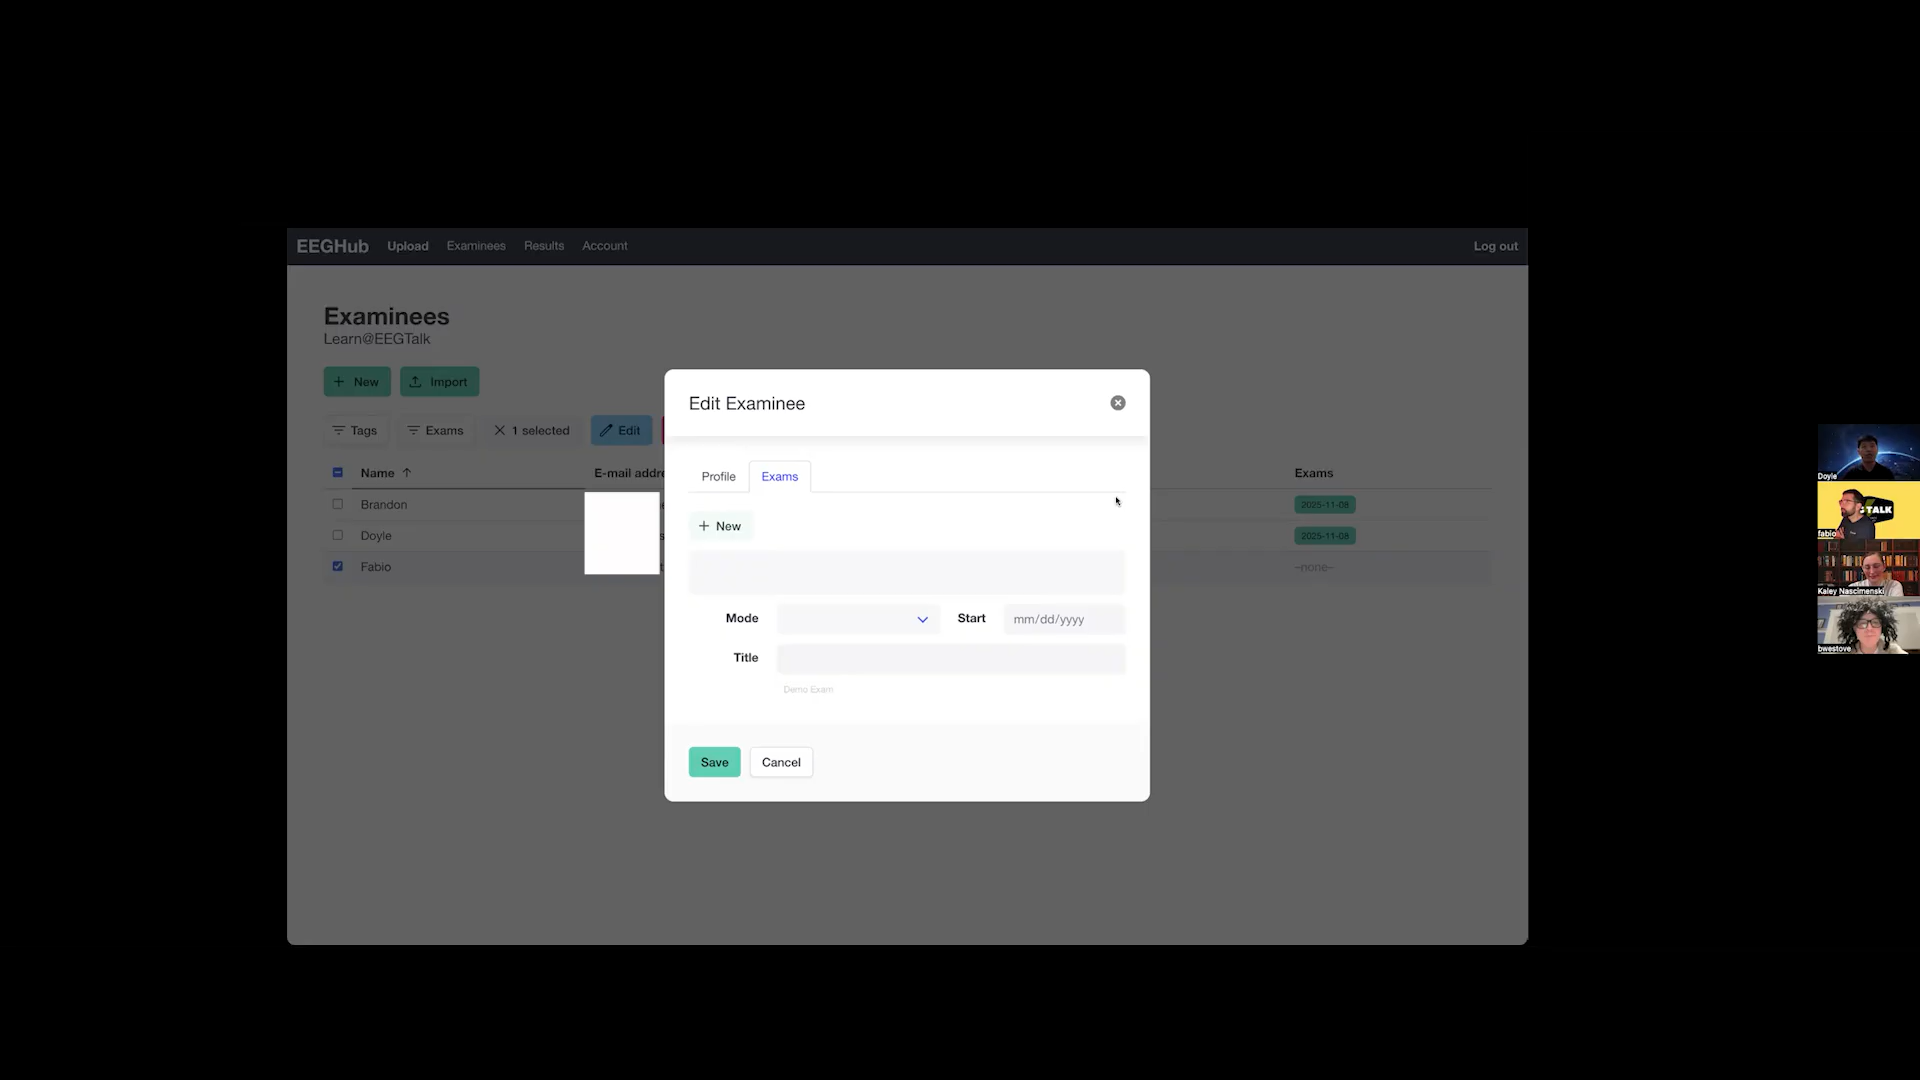 EEGHub Upload Examinees Results Account Log out
Examinees
Learn@EEGTalk
+ New Import
Tags Exams 1 selected Edit
Name ↑ E-mail addre Exams
Brandon 2025-11-08
Doyle 2025-11-08
Fabio –none–
Edit Examinee
Profile Exams
+ New
Mode Start mm/dd/yyyy
Title
Demo Exam
Save Cancel
Doyle
TALK
fabio
Kaley Nascimenski
bwestove